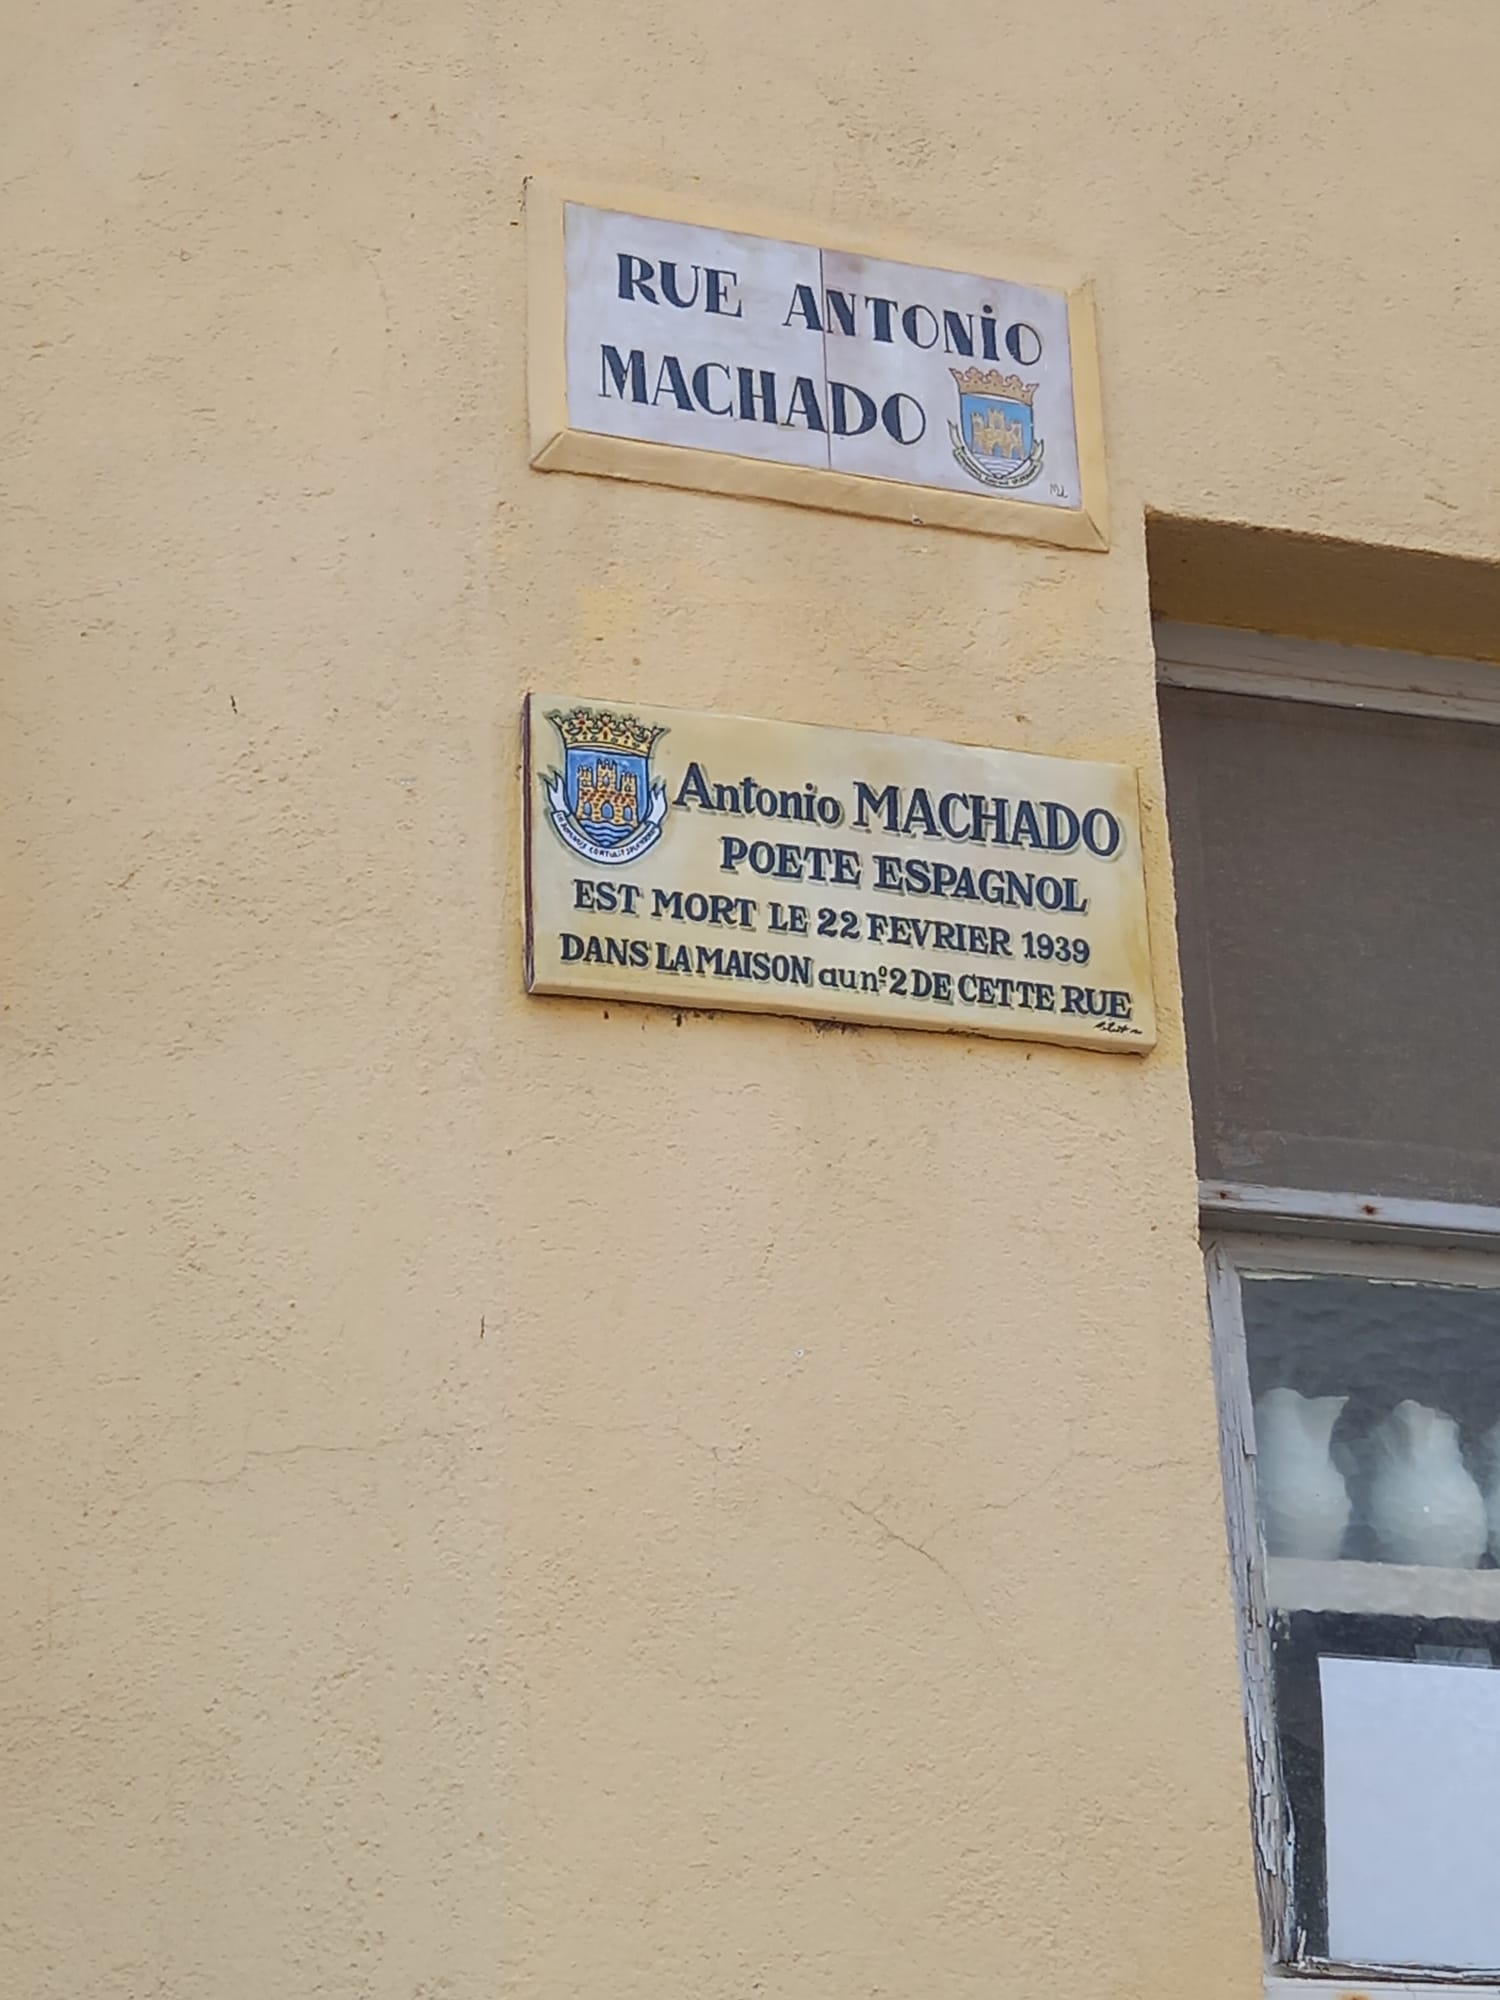 RUE ANTONiO
MACHADO
Antonio MACHADO
POETE ESPAGNOL
EST MORT LE 22 FEVRIER 1939
DANS LA MAISON au nº 2 DE CETTE RUE